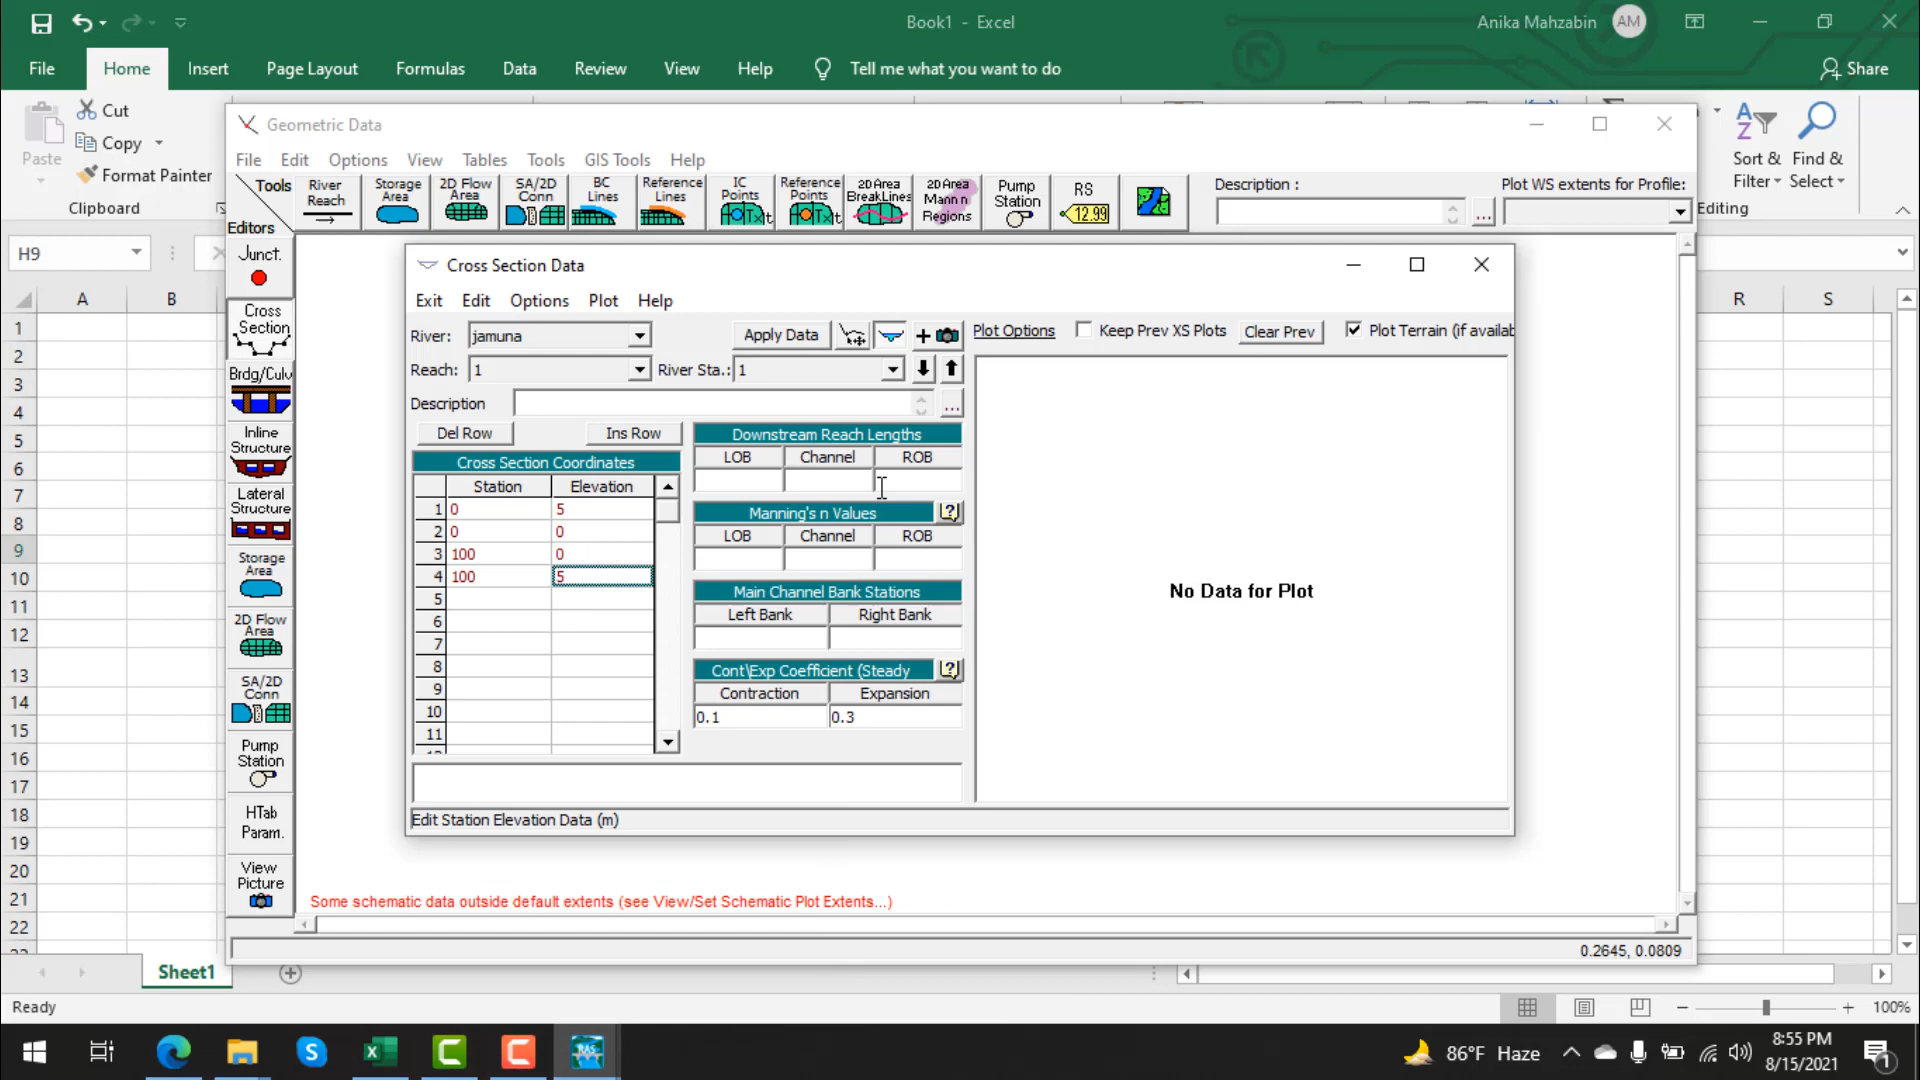 Book1 - Excel
Anika Mahzabin AM
File Home Insert Page Layout Formulas Data Review View Help Tell me what you want to do Share
Paste
Cut
Copy
Format Painter
Clipboard
Sort & Filter
Find & Select
Editing
H9
A B R S
1
2
3
4
5
6
7
8
9
10
11
12
13
14
15
16
17
18
19
20
21
22
Geometric Data
File Edit Options View Tables Tools GIS Tools Help
Tools
Editors
River Reach
Storage Area
2D Flow Area
SA/2D Conn
BC Lines
Reference Lines
IC Points
Reference Points
2D Area BreakLines
2D Area Mann n Regions
Pump Station
RS
12.99
Description :
...
Plot WS extents for Profile:
Junct.
Cross Section
Brdg/Culv
Inline Structure
Lateral Structure
Storage Area
2D Flow Area
SA/2D Conn
Pump Station
HTab Param.
View Picture
Cross Section Data
Exit Edit Options Plot Help
River: jamuna
Apply Data
Plot Options
Keep Prev XS Plots
Clear Prev
Plot Terrain (if availab
Reach: 1 River Sta.: 1
Description
...
Del Row Ins Row
Cross Section Coordinates
Station Elevation
1 0 5
2 0 0
3 100 0
4 100 5
5
6
7
8
9
10
11
Downstream Reach Lengths
LOB Channel ROB
Manning's n Values
LOB Channel ROB
Main Channel Bank Stations
Left Bank Right Bank
Cont\Exp Coefficient (Steady
Contraction Expansion
0.1 0.3
No Data for Plot
Edit Station Elevation Data (m)
Some schematic data outside default extents (see View/Set Schematic Plot Extents...)
0.2645, 0.0809
Sheet1
Ready
100%
86°F Haze
8:55 PM
8/15/2021
1